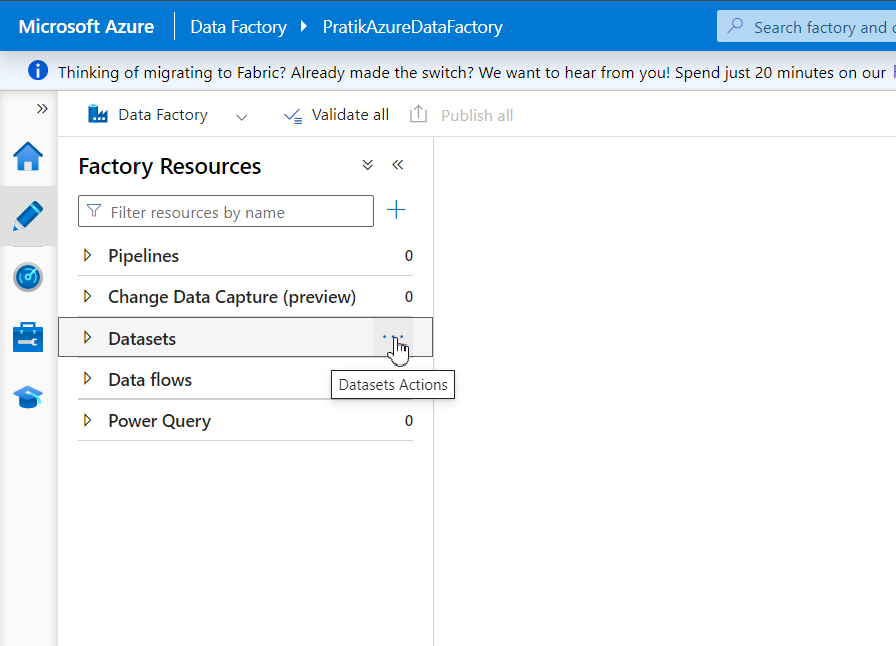 Microsoft Azure Data Factory PratikAzureDataFactory Search factory and
Thinking of migrating to Fabric? Already made the switch? We want to hear from you! Spend just 20 minutes on our
Data Factory Validate all Publish all
Factory Resources
Filter resources by name
Pipelines 0
Change Data Capture (preview) 0
Datasets ...
Data flows
Datasets Actions
Power Query 0